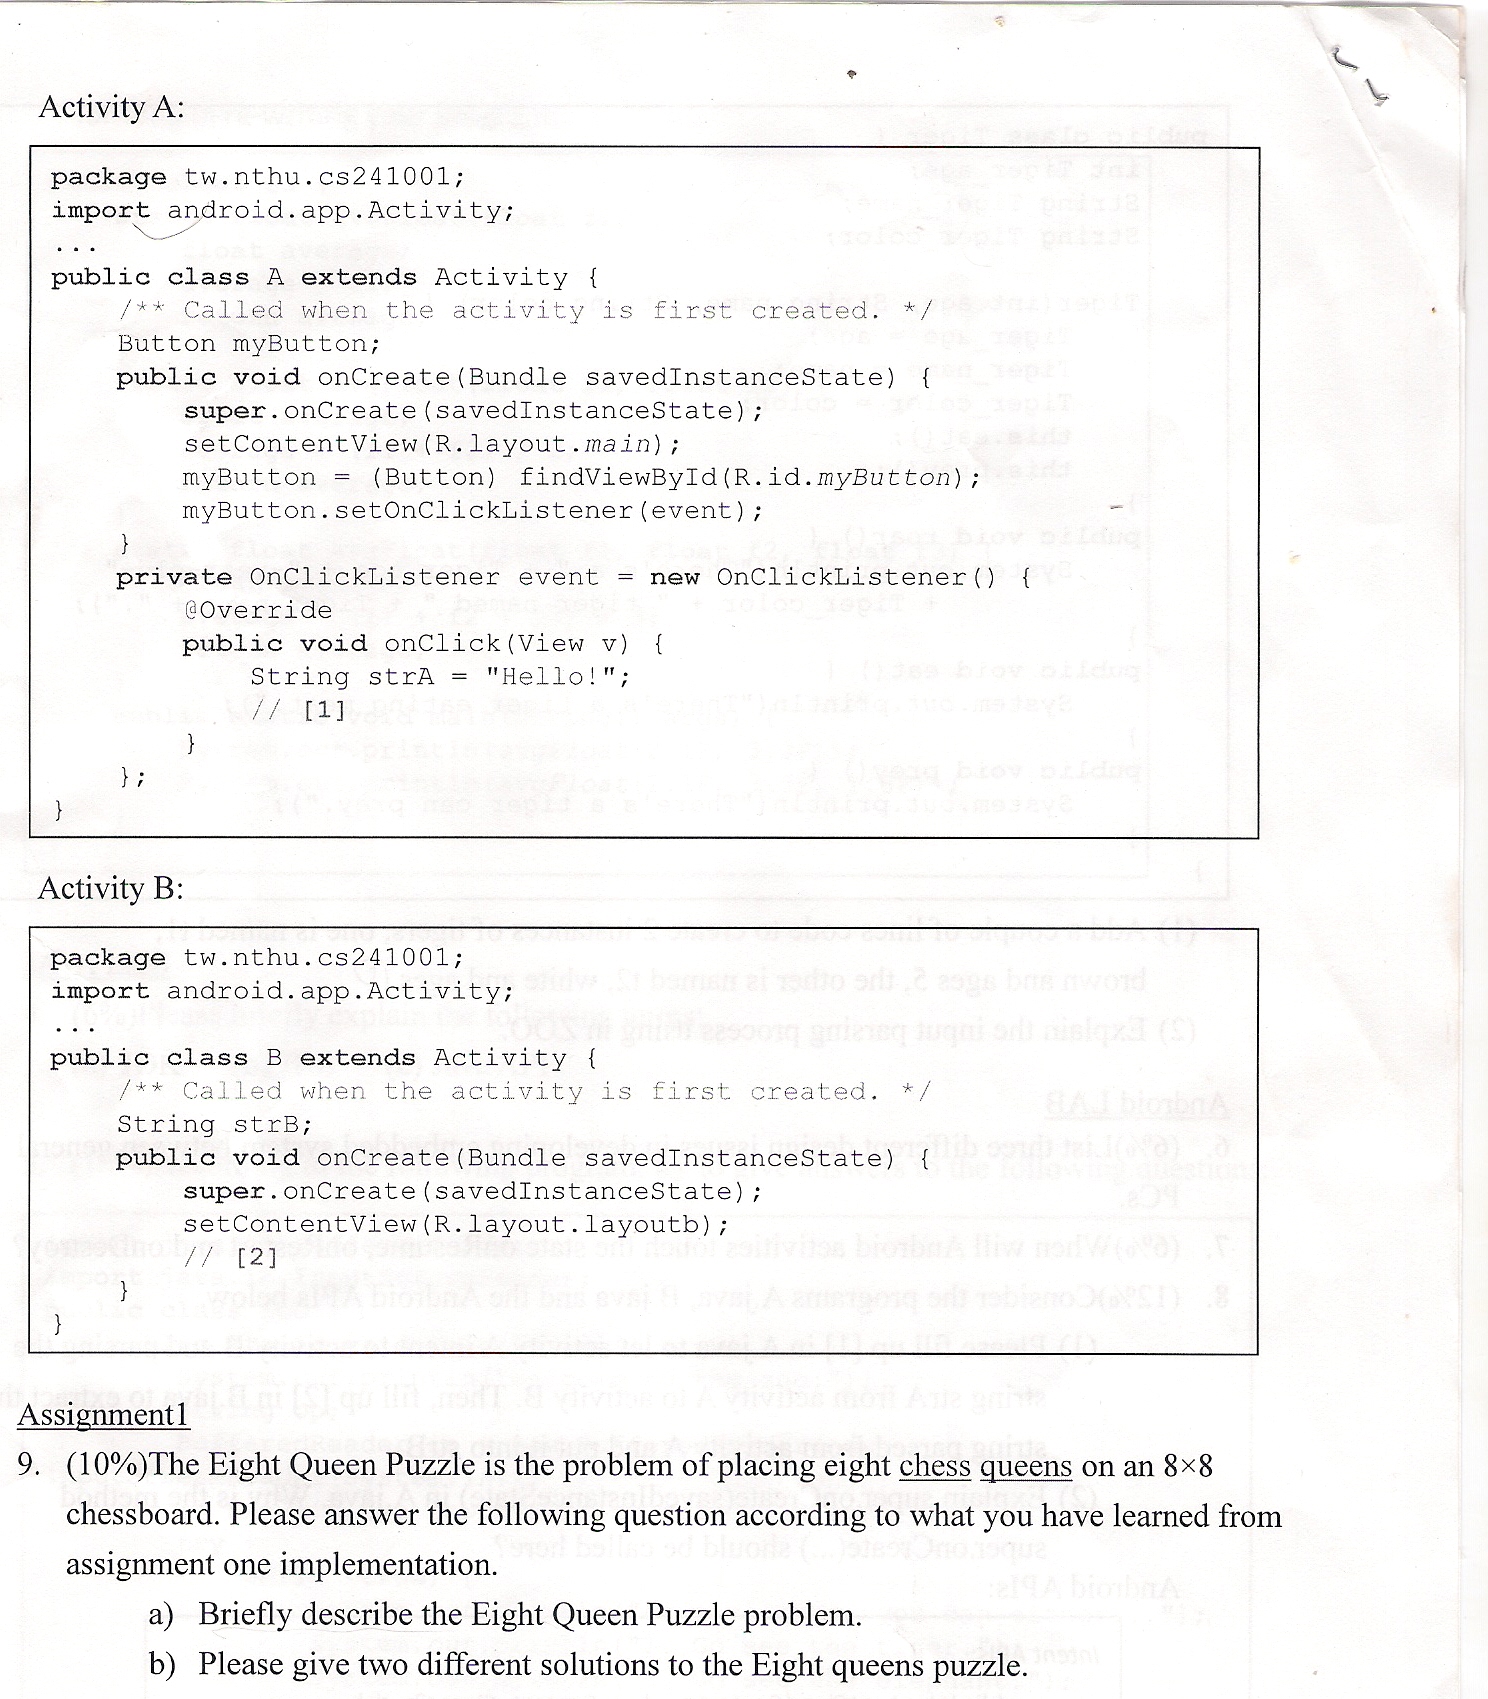 Activity A:
package tw.nthu.cs241001;
import android.app.Activity;
...
public class A extends Activity {
/** Called when the activity is first created. */
Button myButton;
public void onCreate(Bundle savedInstanceState) {
super.onCreate(savedInstanceState);
setContentView(R.layout.main);
myButton = (Button) findViewById(R.id.myButton);
myButton.setOnClickListener(event);
}
private OnClickListener event = new OnClickListener() {
@Override
public void onClick(View v) {
String strA = "Hello!";
// [1]
}
};
}
Activity B:
package tw.nthu.cs241001;
import android.app.Activity;
...
public class B extends Activity {
/** Called when the activity is first created. */
String strB;
public void onCreate(Bundle savedInstanceState) {
super.onCreate(savedInstanceState);
setContentView(R.layout.layoutb);
// [2]
}
}
Assignment1
9. (10%)The Eight Queen Puzzle is the problem of placing eight chess queens on an 8×8
chessboard. Please answer the following question according to what you have learned from
assignment one implementation.
a) Briefly describe the Eight Queen Puzzle problem.
b) Please give two different solutions to the Eight queens puzzle.